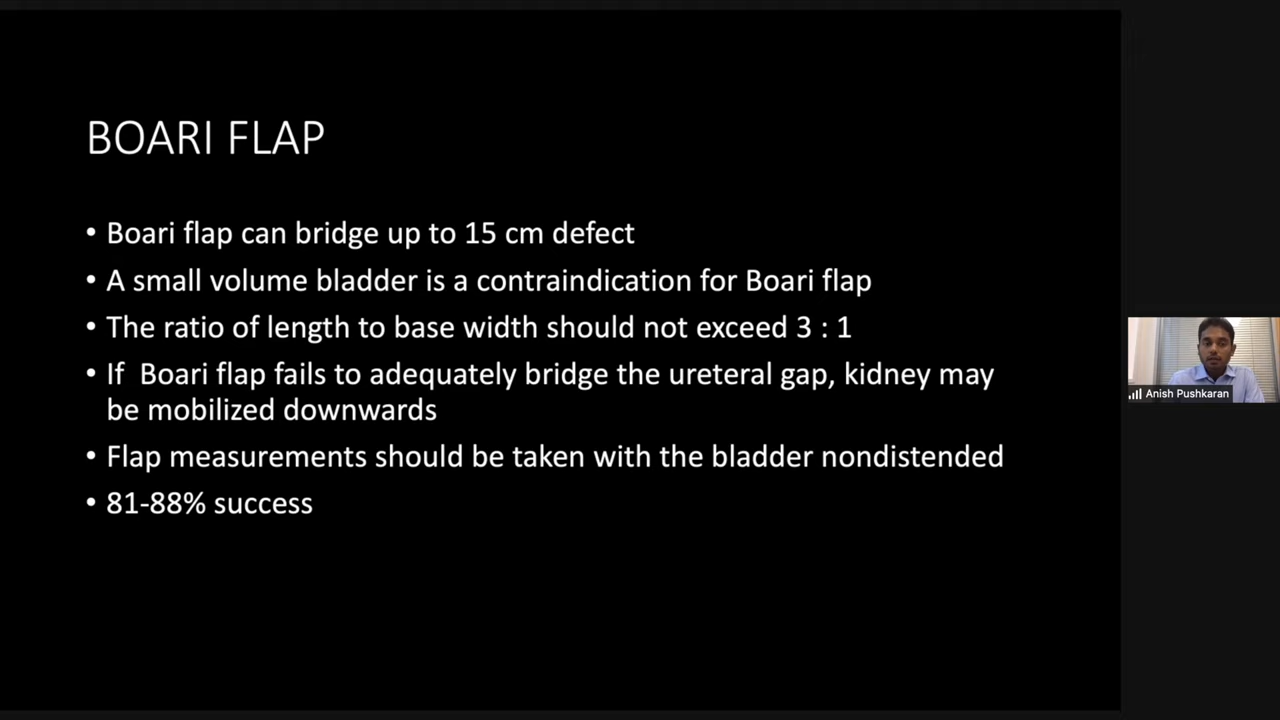 BOARI FLAP
• Boari flap can bridge up to 15 cm defect
• A small volume bladder is a contraindication for Boari flap
• The ratio of length to base width should not exceed 3 : 1
• If  Boari flap fails to adequately bridge the ureteral gap, kidney may
be mobilized downwards
• Flap measurements should be taken with the bladder nondistended
• 81-88% success
Anish Pushkaran